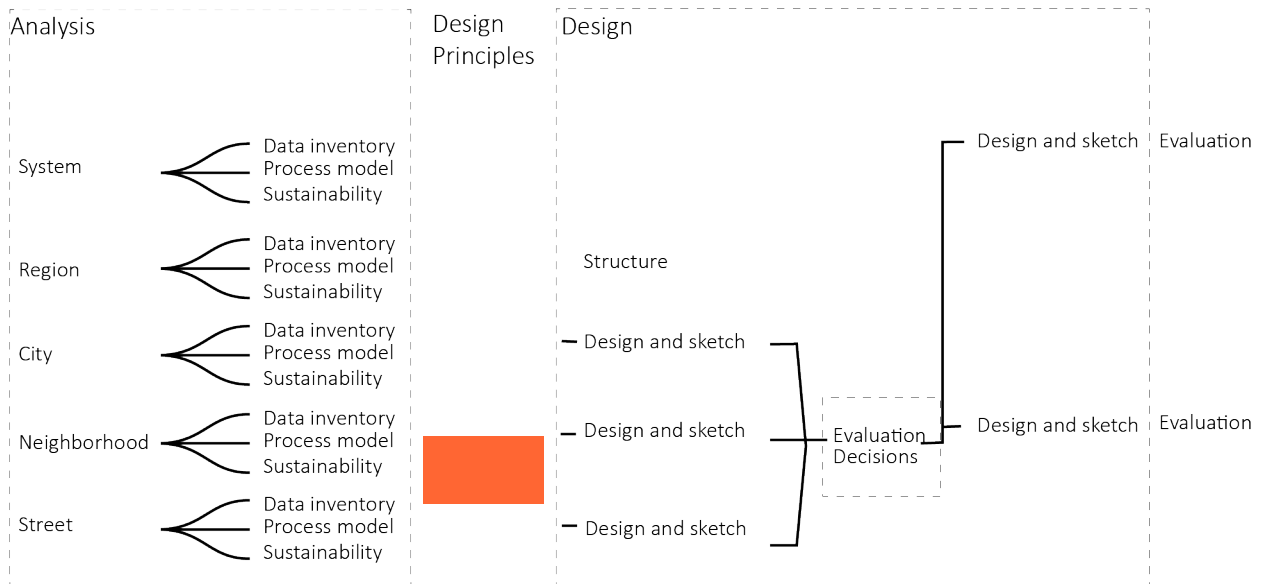 Analysis
Design
Principles
Design
System
Data inventory
Process model
Sustainability
Region
Data inventory
Process model
Sustainability
City
Data inventory
Process model
Sustainability
Neighborhood
Data inventory
Process model
Sustainability
Street
Data inventory
Process model
Sustainability
Structure
Design and sketch
Design and sketch
Design and sketch
Evaluation
Decisions
Design and sketch
Evaluation
Design and sketch
Evaluation